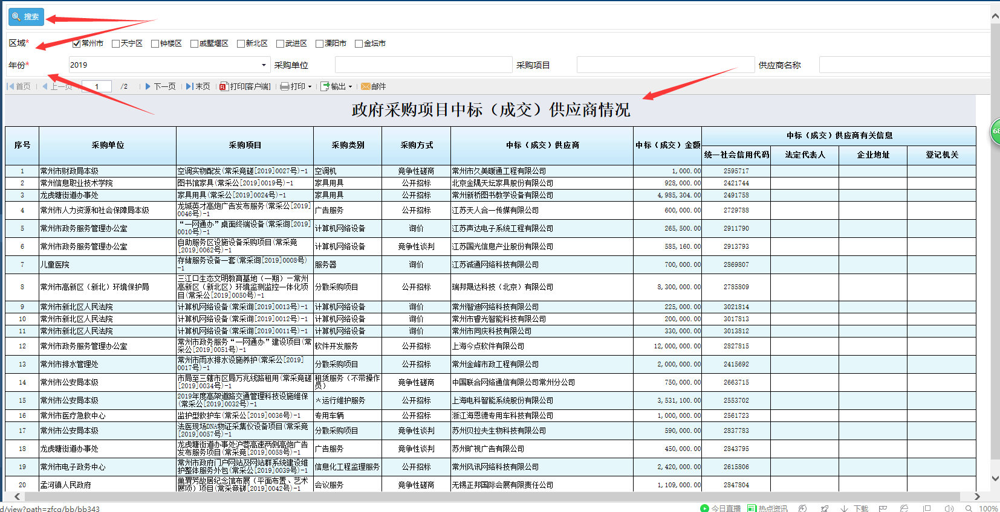 搜索
区域* 常州市 天宁区 钟楼区 戚墅堰区 新北区 武进区 溧阳市 金坛市
年份* 2019 采购单位 采购项目 供应商名称
首页 上一页 1 /2 下一页 末页 打印[客户端] 打印 输出 邮件
政府采购项目中标（成交）供应商情况
序号 采购单位 采购项目 采购类别 采购方式 中标（成交）供应商 中标（成交）金额 中标（成交）供应商有关信息
统一社会信用代码 法定代表人 企业地址 登记机关
1 常州市财政局本级 空调实物配发(常采竞磋[2019]0027号)-1 空调机 竞争性磋商 常州市久美暖通工程有限公司 1,000.00 2595717
2 常州信息职业技术学院 图书馆家具(常采公[2019]0019号)-1 家具用具 公开招标 北京金隅天坛家具股份有限公司 928,000.00 2421744
3 龙虎塘街道办事处 家具用具(常采公[2019]0024号)-1 家具用具 公开招标 常州新桥图书教学设备有限公司 4,985,304.00 2491758
4 常州市人力资源和社会保障局本级 龙城英才高炮广告发布服务(常采公[2019]0046号)-1 广告服务 公开招标 江苏天人合一传媒有限公司 600,000.00 2729788
5 常州市政务服务管理办公室 “一网通办”桌面终端设备(常采询[2019]0010号)-1 计算机网络设备 询价 江苏声达电子系统工程有限公司 265,500.00 2911790
6 常州市政务服务管理办公室 自助服务区设施设备采购项目(常采竞[2019]0062号)-1 计算机网络设备 竞争性谈判 江苏国光信息产业股份有限公司 585,160.00 2913793
7 儿童医院 存储服务设备一套(常采询[2019]0008号)-1 服务器 询价 江苏诚通网络科技有限公司 700,000.00 2869807
8 常州市高新区（新北）环境保护局 三江口生态文明教育基地（一期）—常州高新区（新北区）环境监测监控一体化项目(常采公[2019]0050号)-1 分散采购项目 公开招标 瑞邦晟达科技（北京）有限公司 8,300,000.00 2785809
9 常州市新北区人民法院 计算机网络设备(常采询[2019]0013号)-1 计算机网络设备 询价 常州智迪网络科技有限公司 225,000.00 3021814
10 常州市新北区人民法院 计算机网络设备(常采询[2019]0012号)-1 计算机网络设备 询价 常州市睿光智能科技有限公司 200,000.00 3017813
11 常州市新北区人民法院 计算机网络设备(常采询[2019]0011号)-1 计算机网络设备 询价 常州市同庆科技有限公司 330,000.00 3013812
12 常州市政务服务管理办公室 常州市政务服务“一网通办”建设项目(常采公[2019]0051号)-1 软件开发服务 公开招标 上海今点软件有限公司 12,000,000.00 2827815
13 常州市排水管理处 常州市雨水排水设施养护(常采公[2019]0017号)-1 分散采购项目 公开招标 常州金峰市政工程有限公司 2,000,000.00 2415692
14 常州市公安局本级 市局至三辖市区局万兆线路租用(常采竞磋[2019]0034号)-1 租赁服务（不带操作员） 竞争性磋商 中国联合网络通信有限公司常州分公司 750,000.00 2663715
15 常州市公安局本级 2019年度高架道路交通管理科技设施维保(常采公[2019]0032号)-1 *运行维护服务 公开招标 上海电科智能系统股份有限公司 3,531,100.00 2553702
16 常州市医疗急救中心 监护型救护车(常采公[2019]0036号)-1 专用车辆 公开招标 浙江海恩德专用车科技有限公司 1,000,000.00 2561723
17 常州市公安局本级 法医现场DNA物证采集仪设备项目(常采竞[2019]0057号)-1 分散采购项目 竞争性谈判 苏州贝拉夫生物科技有限公司 590,000.00 2837783
18 龙虎塘街道办事处 龙虎塘街道办事处沪蓉高速两侧高炮广告发布服务项目(常采竞[2019]0058号)-1 广告服务 竞争性谈判 苏州旷视广告有限公司 450,000.00 2843795
19 常州市电子政务中心 常州市政府门户网站及网站群系统建设维护整体服务外包(常采公[2019]0039号)-1 信息化工程监理服务 公开招标 常州风讯网络科技有限公司 2,420,000.00 2615806
20 孟河镇人民政府 巢渭芳故居纪念馆布展（平面布置、艺术展项）项目(常采竞磋[2019]0042号)-1 会议服务 竞争性磋商 无锡正邦国际会展有限责任公司 1,109,000.00 2847804
68
d/view?path=zfcg/bb/bb343 今日直播 热点资讯 下载 100%